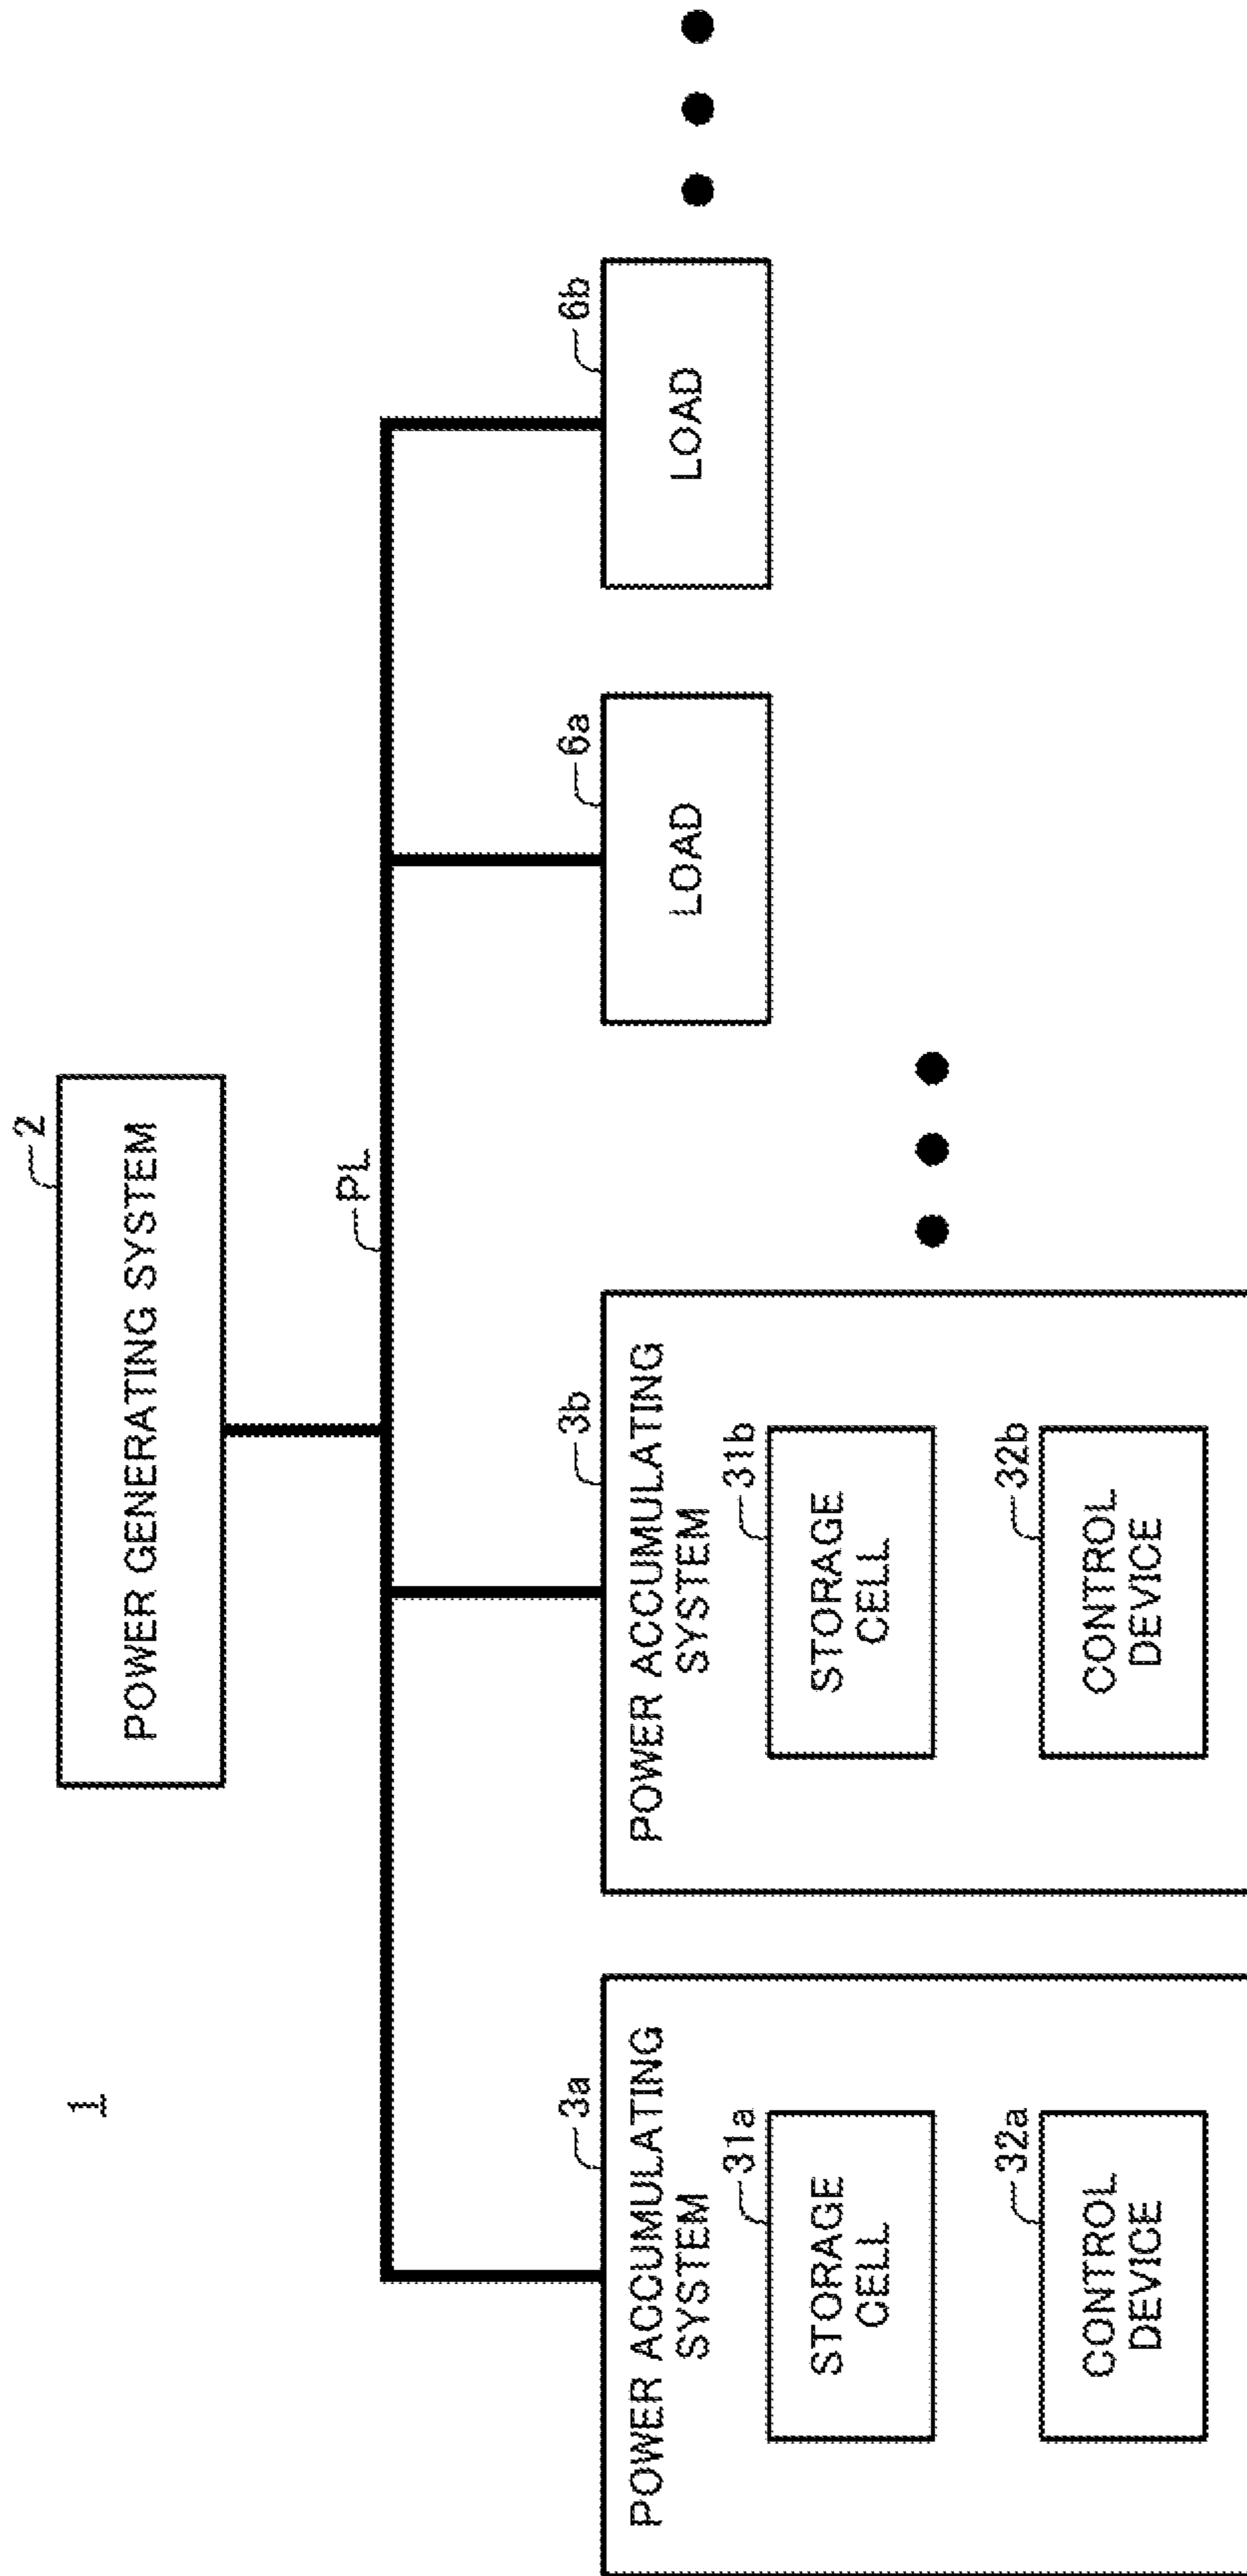 1
2
POWER GENERATING SYSTEM
PL
3a
POWER ACCUMULATING
SYSTEM
31a
STORAGE
CELL
32a
CONTROL
DEVICE
3b
POWER ACCUMULATING
SYSTEM
31b
STORAGE
CELL
32b
CONTROL
DEVICE
6a
LOAD
6b
LOAD